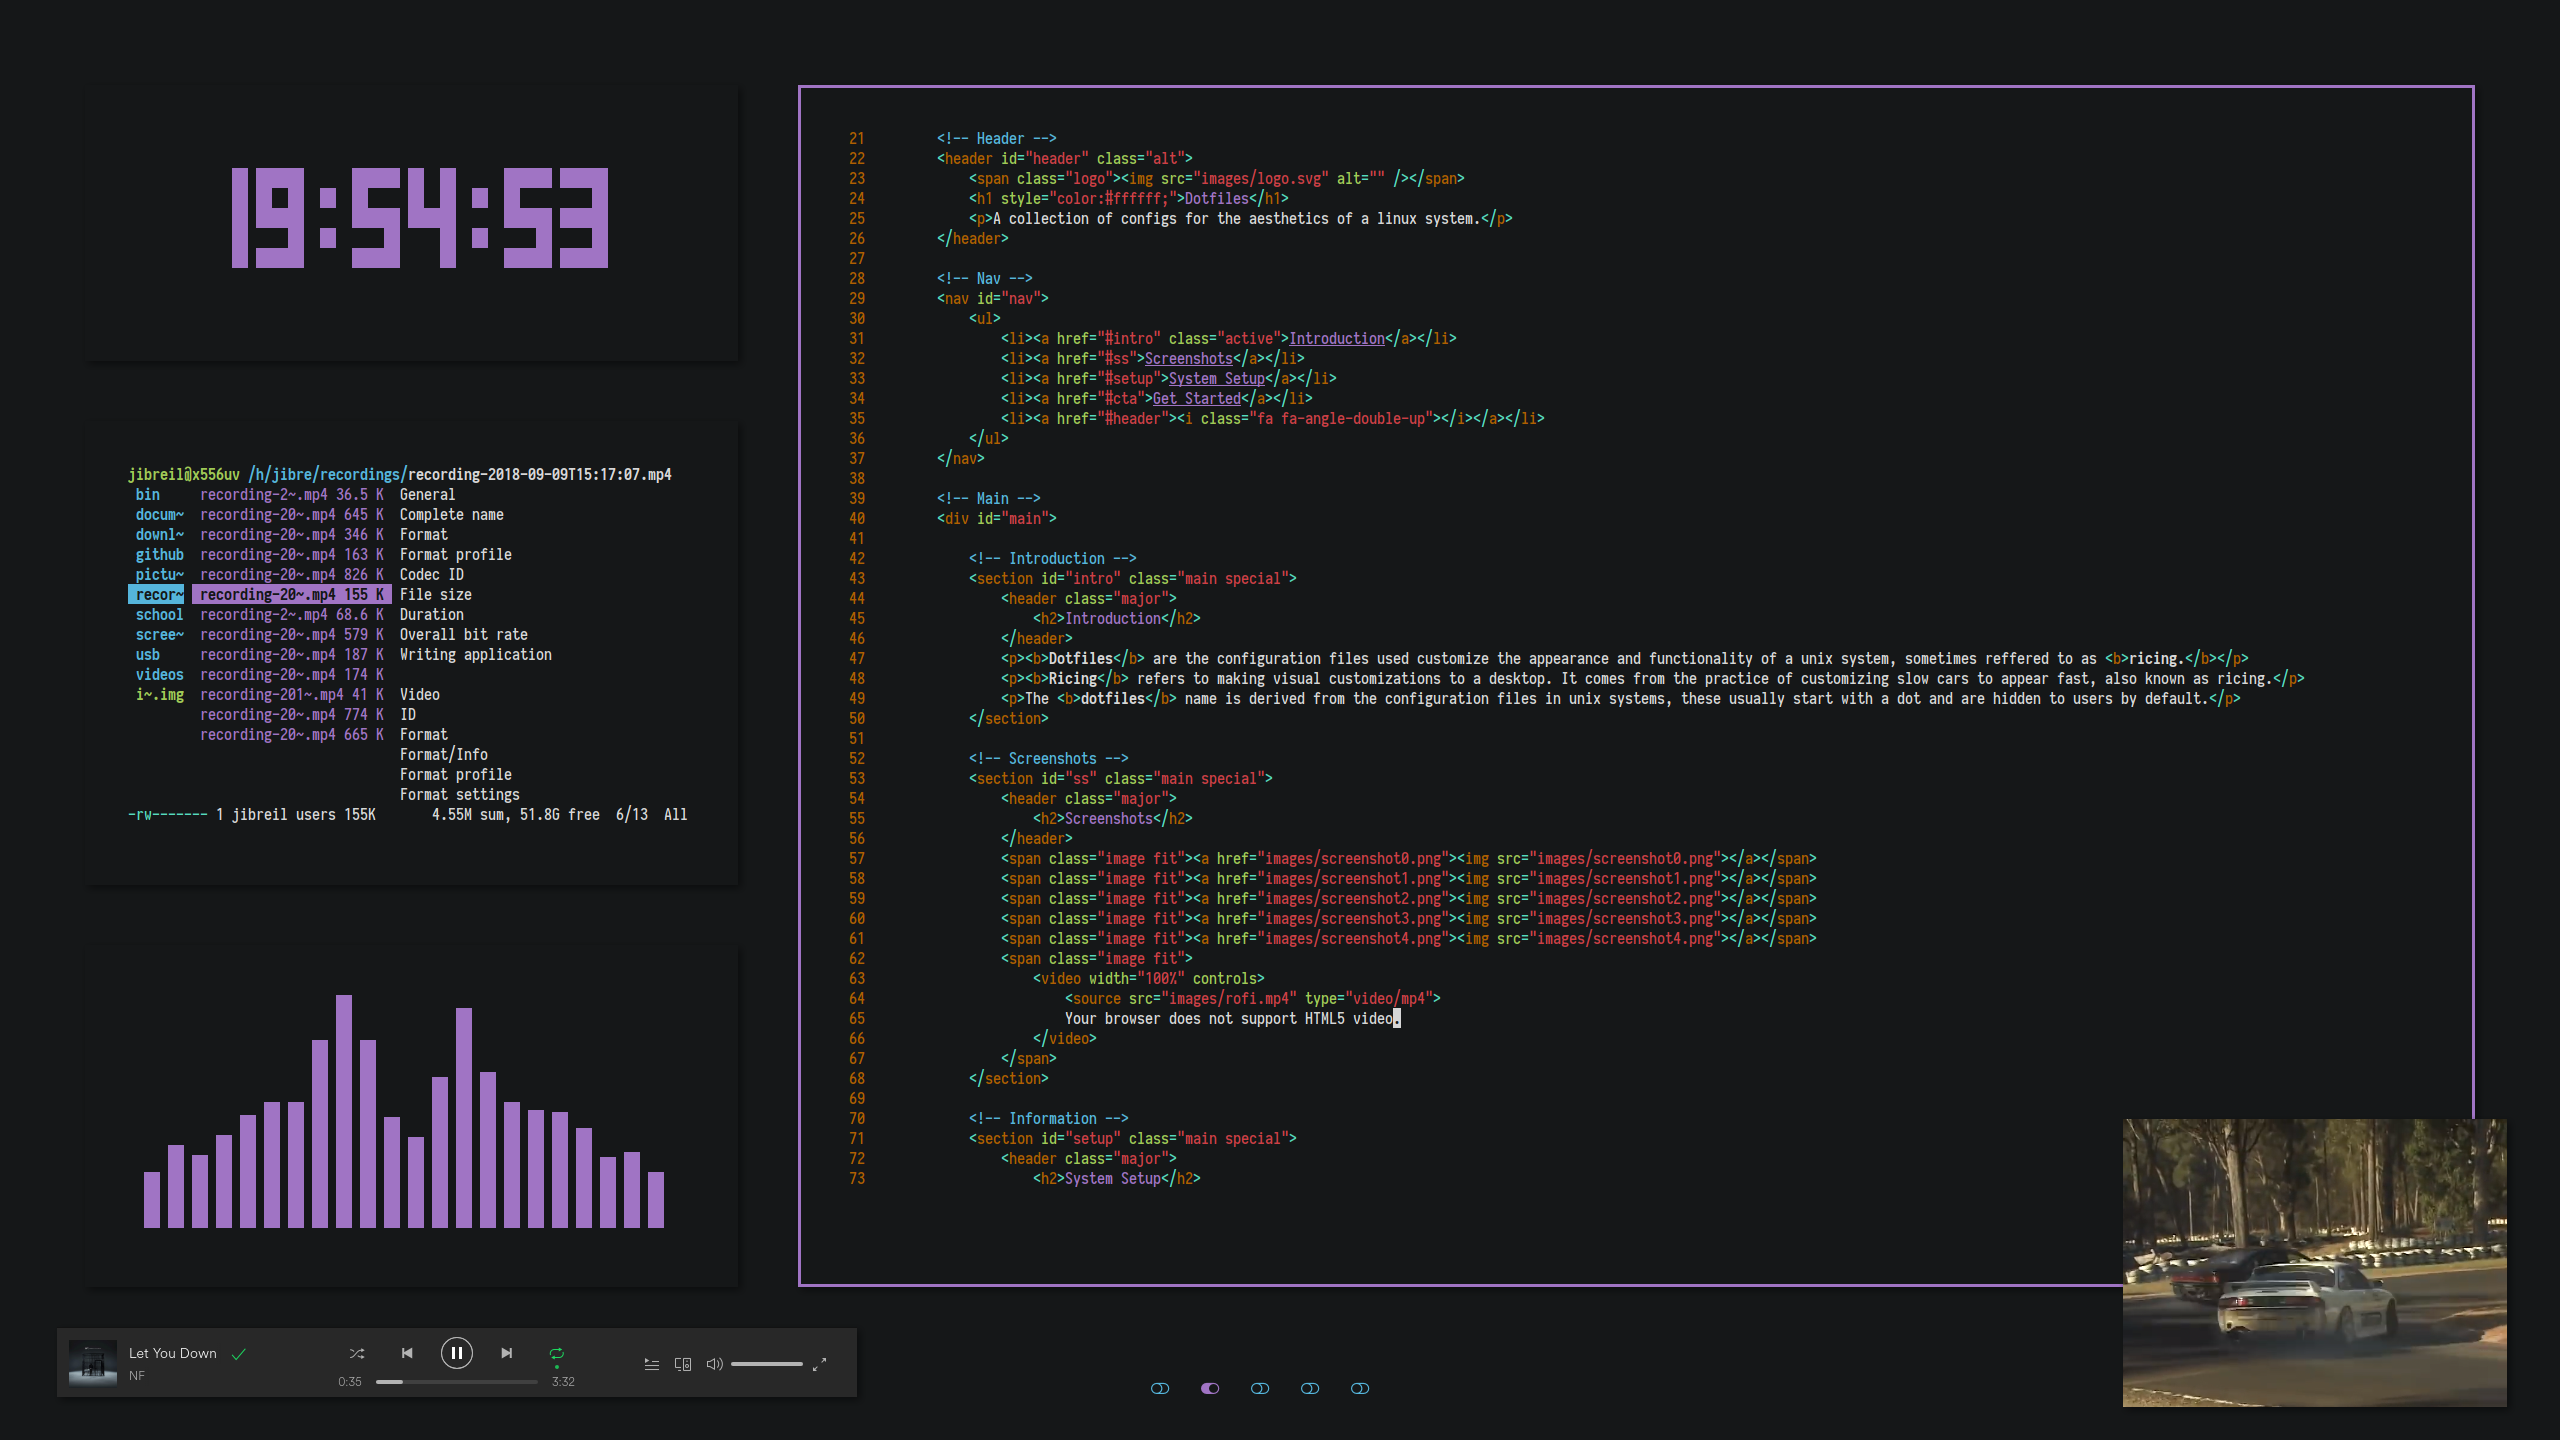 19:54:53
jibreil@x556uv /h/jibre/recordings/recording-2018-09-09T15:17:07.mp4
bin recording-2~.mp4 36.5 K General
docum~ recording-20~.mp4 645 K Complete name
downl~ recording-20~.mp4 346 K Format
github recording-20~.mp4 163 K Format profile
pictu~ recording-20~.mp4 826 K Codec ID
recor~ recording-20~.mp4 155 K File size
school recording-2~.mp4 68.6 K Duration
scree~ recording-20~.mp4 579 K Overall bit rate
usb recording-20~.mp4 187 K Writing application
videos recording-20~.mp4 174 K
i~.img recording-201~.mp4 41 K Video
recording-20~.mp4 774 K ID
recording-20~.mp4 665 K Format
Format/Info
Format profile
Format settings
-rw------- 1 jibreil users 155K 4.55M sum, 51.8G free 6/13 All
Let You Down
NF
0:35 3:32
21 <!-- Header -->
22 <header id="header" class="alt">
23 <span class="logo"><img src="images/logo.svg" alt="" /></span>
24 <h1 style="color:#ffffff;">Dotfiles</h1>
25 <p>A collection of configs for the aesthetics of a linux system.</p>
26 </header>
27
28 <!-- Nav -->
29 <nav id="nav">
30 <ul>
31 <li><a href="#intro" class="active">Introduction</a></li>
32 <li><a href="#ss">Screenshots</a></li>
33 <li><a href="#setup">System Setup</a></li>
34 <li><a href="#cta">Get Started</a></li>
35 <li><a href="#header"><i class="fa fa-angle-double-up"></i></a></li>
36 </ul>
37 </nav>
38
39 <!-- Main -->
40 <div id="main">
41
42 <!-- Introduction -->
43 <section id="intro" class="main special">
44 <header class="major">
45 <h2>Introduction</h2>
46 </header>
47 <p><b>Dotfiles</b> are the configuration files used customize the appearance and functionality of a unix system, sometimes reffered to as <b>ricing.</b></p>
48 <p><b>Ricing</b> refers to making visual customizations to a desktop. It comes from the practice of customizing slow cars to appear fast, also known as ricing.</p>
49 <p>The <b>dotfiles</b> name is derived from the configuration files in unix systems, these usually start with a dot and are hidden to users by default.</p>
50 </section>
51
52 <!-- Screenshots -->
53 <section id="ss" class="main special">
54 <header class="major">
55 <h2>Screenshots</h2>
56 </header>
57 <span class="image fit"><a href="images/screenshot0.png"><img src="images/screenshot0.png"></a></span>
58 <span class="image fit"><a href="images/screenshot1.png"><img src="images/screenshot1.png"></a></span>
59 <span class="image fit"><a href="images/screenshot2.png"><img src="images/screenshot2.png"></a></span>
60 <span class="image fit"><a href="images/screenshot3.png"><img src="images/screenshot3.png"></a></span>
61 <span class="image fit"><a href="images/screenshot4.png"><img src="images/screenshot4.png"></a></span>
62 <span class="image fit">
63 <video width="100%" controls>
64 <source src="images/rofi.mp4" type="video/mp4">
65 Your browser does not support HTML5 video.
66 </video>
67 </span>
68 </section>
69
70 <!-- Information -->
71 <section id="setup" class="main special">
72 <header class="major">
73 <h2>System Setup</h2>